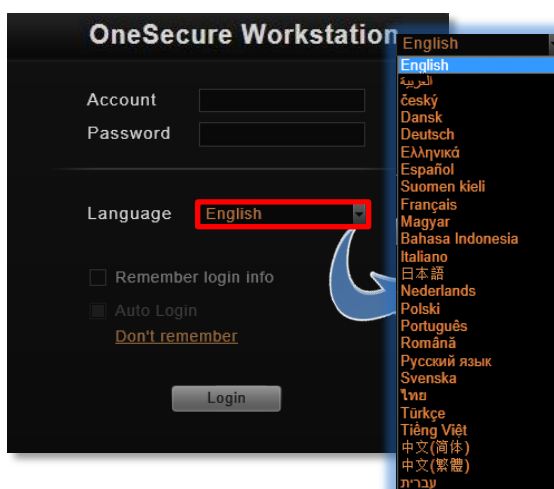 OneSecure Workstation
Account
Password
Language
English
Remember login info
Auto Login
Don't remember
Login
English
English
العربية
český
Dansk
Deutsch
Ελληνικά
Español
Suomen kieli
Français
Magyar
Bahasa Indonesia
Italiano
日本語
Nederlands
Polski
Português
Română
Русский язык
Svenska
ไทย
Türkçe
Tiếng Việt
中文(简体)
中文(繁體)
עברית